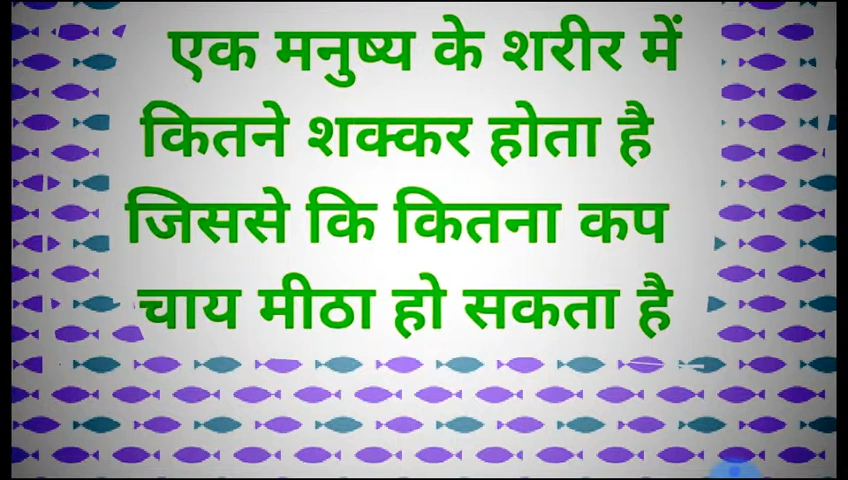 एक मनुष्य के शरीर में
कितने शक्कर होता है
जिससे कि कितना कप
चाय मीठा हो सकता है